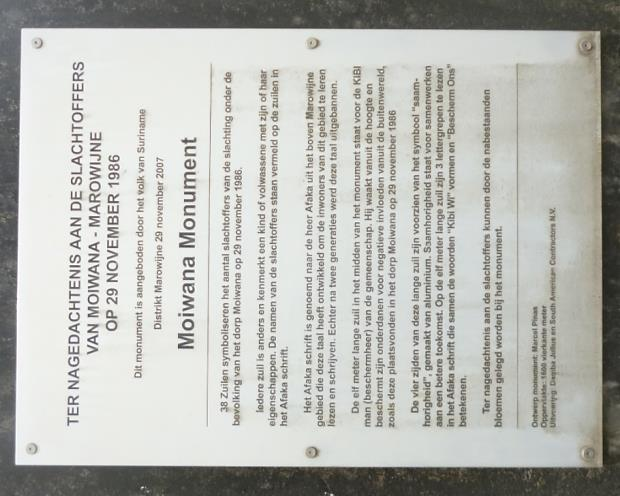 TER NAGEDACHTENIS AAN DE SLACHTOFFERS
VAN MOIWANA - MAROWIJNE
OP 29 NOVEMBER 1986
Dit monument is aangeboden door het volk van Suriname
Distrikt Marowijne 29 november 2007
Moiwana Monument
38 Zuilen symboliseren het aantal slachtoffers van de slachting onder de
bevolking van het dorp Moiwana op 29 november 1986.
Iedere zuil is anders en kenmerkt een kind of volwassene met zijn of haar
eigenschappen. De namen van de slachtoffers staan vermeld op de zuilen in
het Afaka schrift.
Het Afaka schrift is genoemd naar de heer Afaka uit het boven Marowijne
gebied die deze taal heeft ontwikkeld om de inwoners van dit gebied te leren
lezen en schrijven. Echter na twee generaties werd deze taal uitgebannen.
De elf meter lange zuil in het midden van het monument staat voor de KIBI
man (beschermheer) van de gemeenschap. Hij waakt vanuit de hoogte en
beschermt zijn onderdanen voor negatieve invloeden vanuit de buitenwereld,
zoals deze plaatsvonden in het dorp Moiwana op 29 november 1986
De vier zijden van deze lange zuil zijn voorzien van het symbool "saam-
horigheid", gemaakt van aluminium. Saamhorigheid staat voor samenwerken
aan een betere toekomst. Op de elf meter lange zuil zijn 3 lettergrepen te lezen
in het Afaka schrift die samen de woorden "Kibi Wi" vormen en "Bescherm Ons"
betekenen.
Ter nagedachtenis aan de slachtoffers kunnen door de nabestaanden
bloemen gelegd worden bij het monument.
Ontwerp monument: Marcel Pinas
Oppervlakte: 1600 vierkante meter
Uitvoering: Julius en South American Contractors N.V.